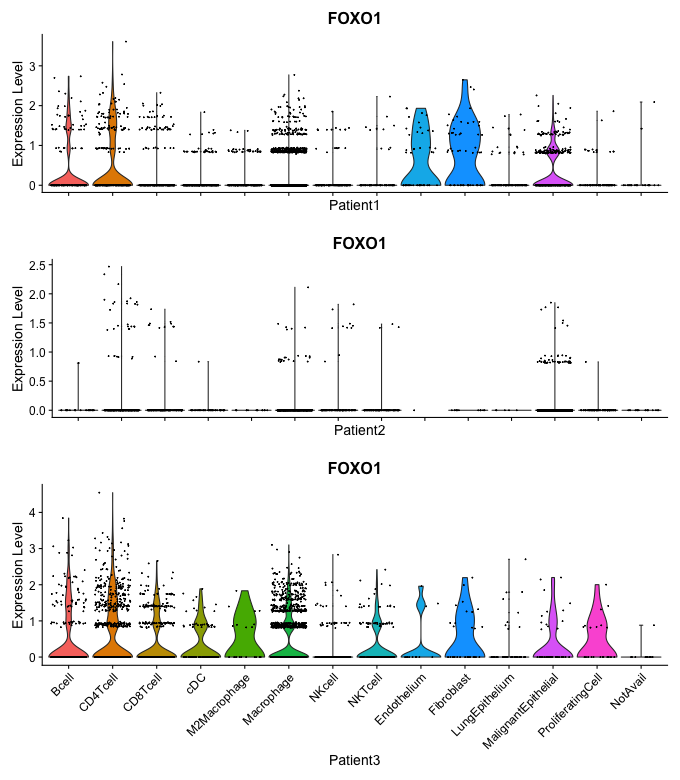 FOXO1
Expression Level
3
2
1
0
Patient1
FOXO1
Expression Level
2.5
2.0
1.5
1.0
0.5
0.0
Patient2
FOXO1
Expression Level
4
3
2
1
0
Bcell
CD4Tcell
CD8Tcell
cDC
M2Macrophage
Macrophage
NKcell
NKTcell
Endothelium
Fibroblast
LungEpithelium
MalignantEpithelial
ProliferatingCell
NotAvail
Patient3